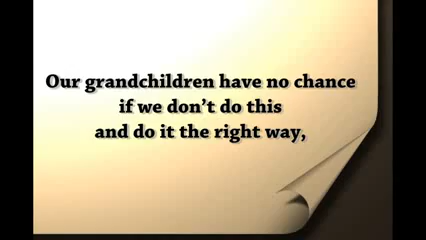 Our grandchildren have no chance
if we don't do this
and do it the right way,